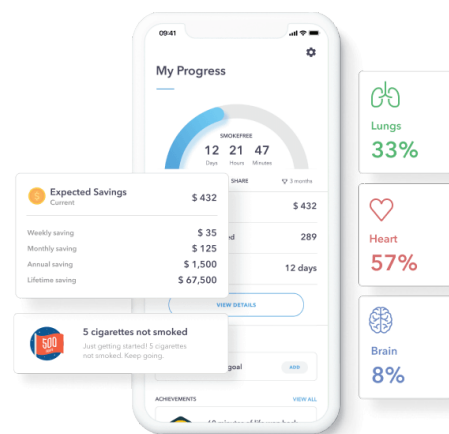 09:41
My Progress
SMOKEFREE
12 21 47
Days Hours Minutes
SHARE 3 months
$ 432
289
12 days
VIEW DETAILS
goal
ADD
ACHIEVEMENTS VIEW ALL
Expected Savings
Current
$ 432
Weekly saving $ 35
Monthly saving $ 125
Annual saving $ 1,500
Lifetime saving $ 67,500
500
5 cigarettes not smoked
Just getting started! 5 cigarettes
not smoked. Keep going.
Lungs
33%
Heart
57%
Brain
8%